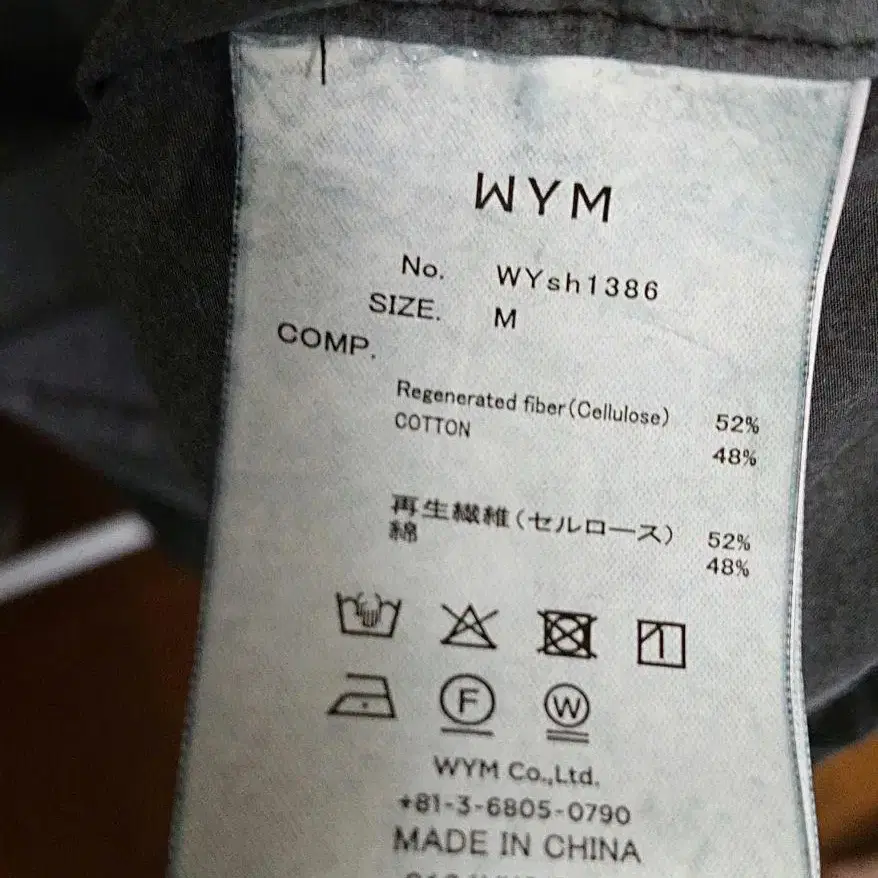 WYM
No. WYsh1386
SIZE. M
COMP.
Regenerated fiber(Cellulose) 52%
COTTON 48%
再生繊維(セルロース) 52%
綿 48%
F W
WYM Co.,Ltd.
+81-3-6805-0790
MADE IN CHINA